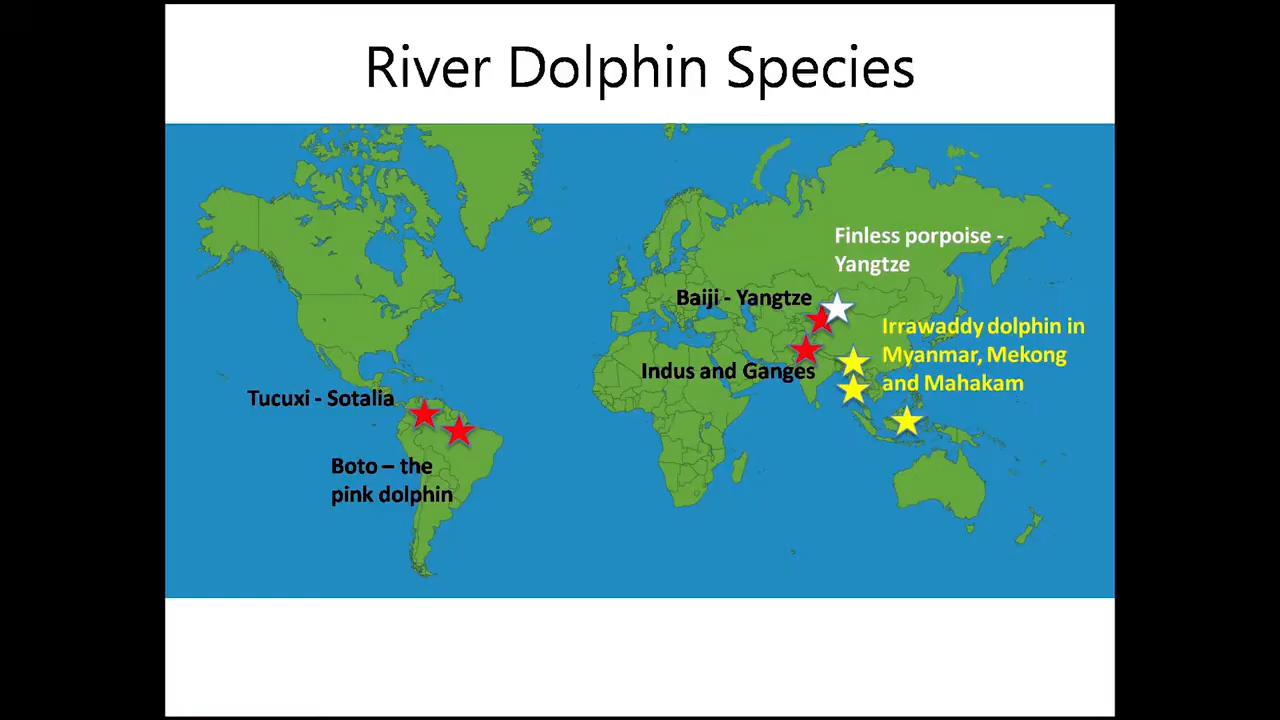 River Dolphin Species
Finless porpoise -
Yangtze
Baiji - Yangtze
Irrawaddy dolphin in
Myanmar, Mekong
and Mahakam
Indus and Ganges
Tucuxi - Sotalia
Boto – the
pink dolphin